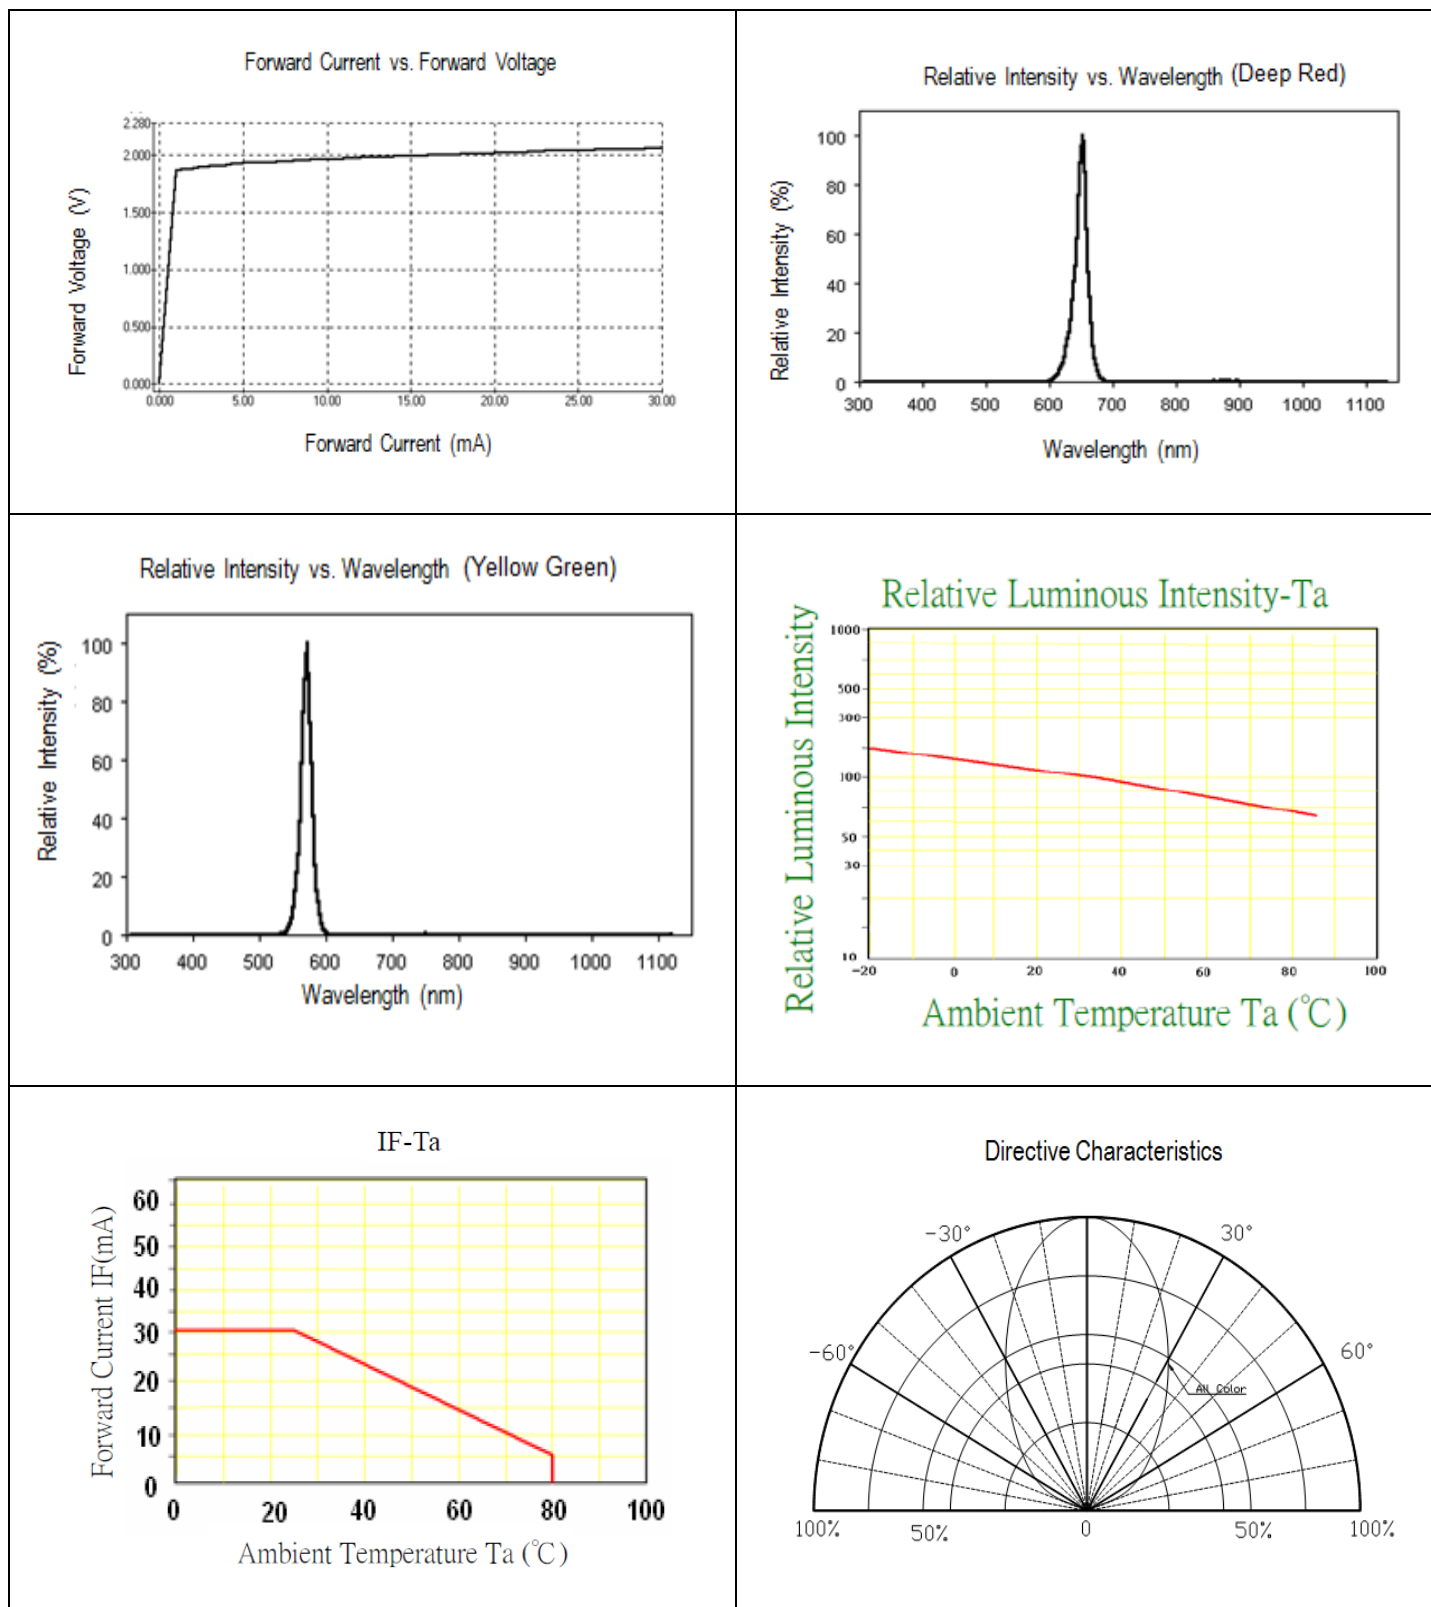 Forward Current vs. Forward Voltage
2.280
2.000
1.500
1.000
0.500
0.000
Forward Voltage (V)
0.000 5.00 10.00 15.00 20.00 25.00 30.00
Forward Current (mA)
Relative Intensity vs. Wavelength (Deep Red)
100
80
60
40
20
0
Relative Intensity (%)
300 400 500 600 700 800 900 1000 1100
Wavelength (nm)
Relative Intensity vs. Wavelength (Yellow Green)
100
80
60
40
20
0
Relative Intensity (%)
300 400 500 600 700 800 900 1000 1100
Wavelength (nm)
Relative Luminous Intensity-Ta
1000
500
300
100
50
30
10
Relative Luminous Intensity
-20 0 20 40 60 80 100
Ambient Temperature Ta (℃)
IF-Ta
60
50
40
30
20
10
0
Forward Current IF(mA)
0 20 40 60 80 100
Ambient Temperature Ta (℃)
Directive Characteristics
-30° 30°
-60° 60°
All Color
100% 50% 0 50% 100%